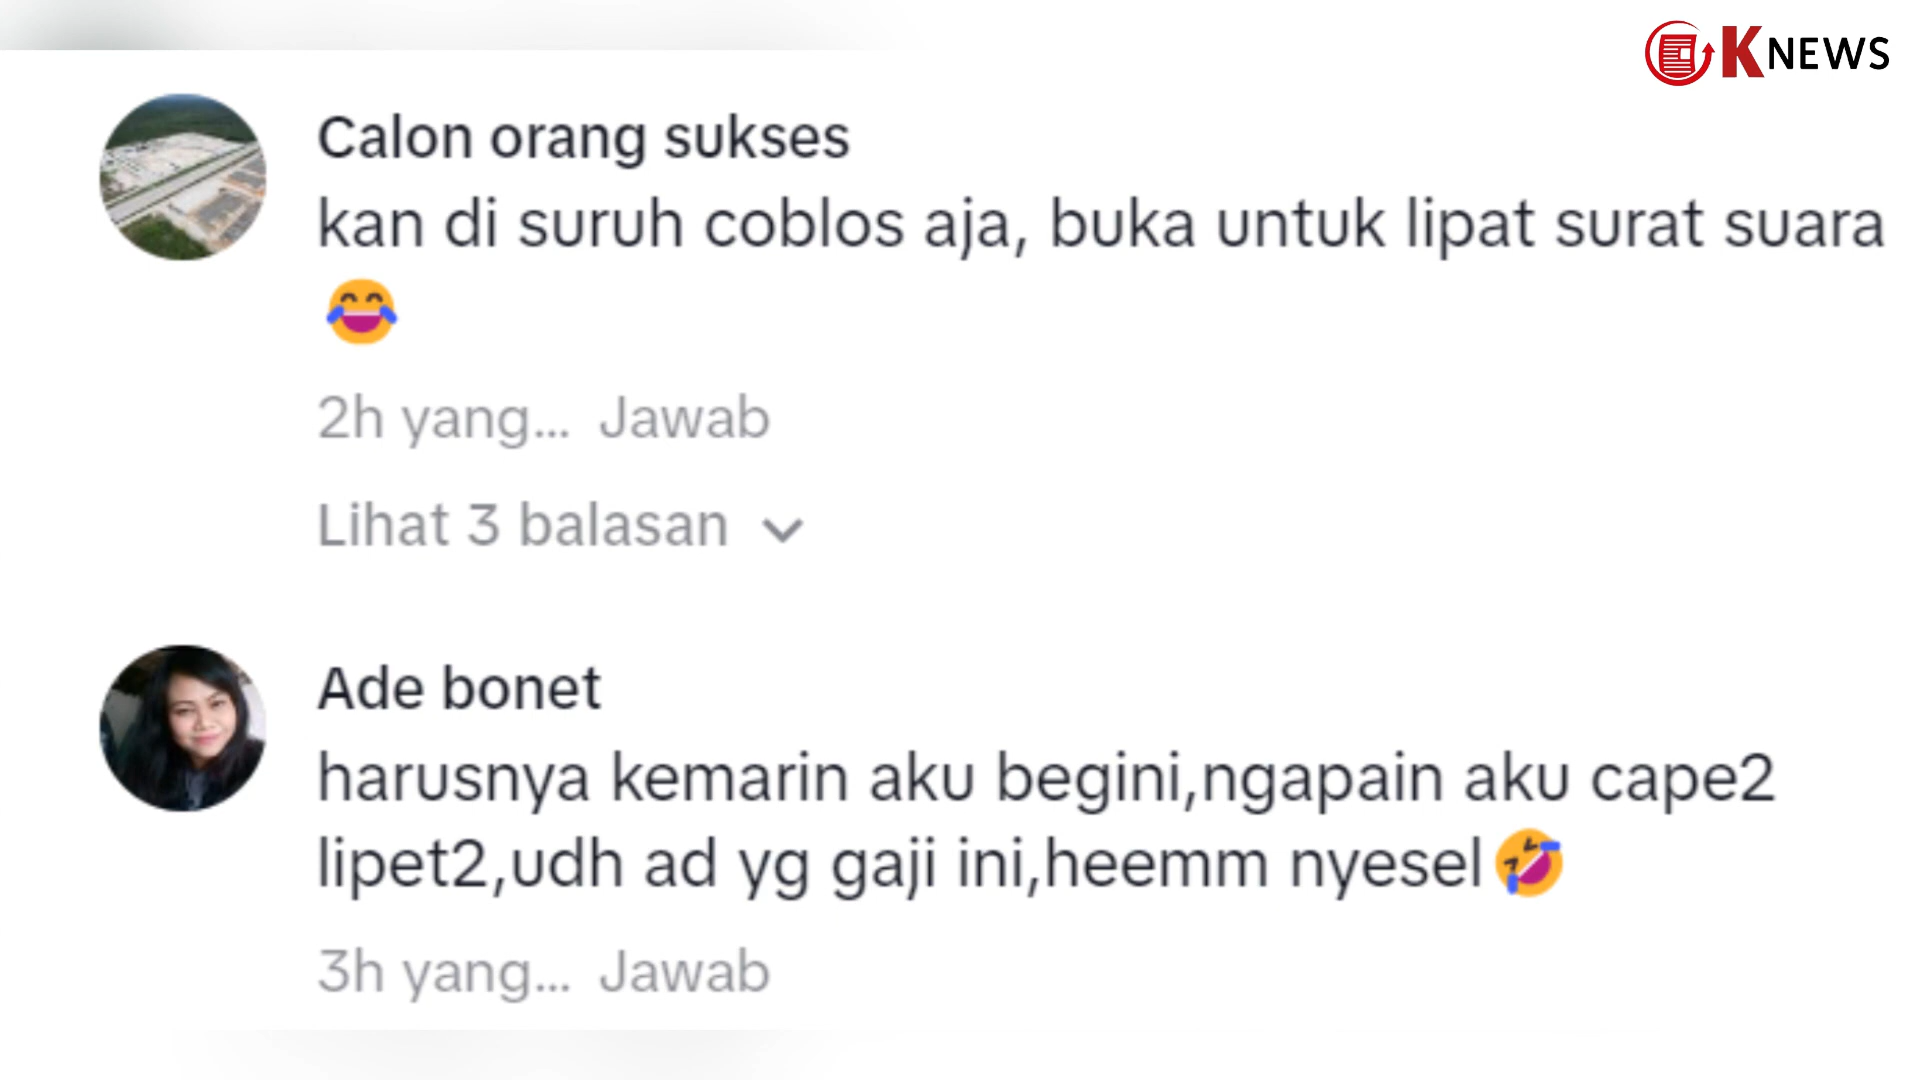 KNEWS
Calon orang sukses
kan di suruh coblos aja, buka untuk lipat surat suara
😂
2h yang... Jawab
Lihat 3 balasan
Ade bonet
harusnya kemarin aku begini,ngapain aku cape2
lipet2,udh ad yg gaji ini,heemm nyesel🤣
3h yang... Jawab